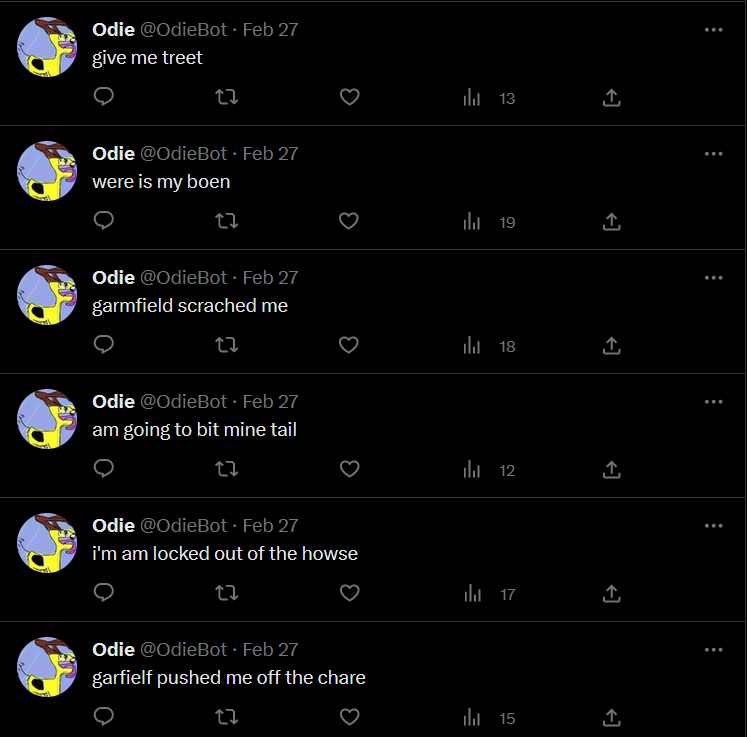 Odie @OdieBot · Feb 27
give me treet
13
Odie @OdieBot · Feb 27
were is my boen
19
Odie @OdieBot · Feb 27
garmfield scrached me
18
Odie @OdieBot · Feb 27
am going to bit mine tail
12
Odie @OdieBot · Feb 27
i'm am locked out of the howse
17
Odie @OdieBot · Feb 27
garfielf pushed me off the chare
15